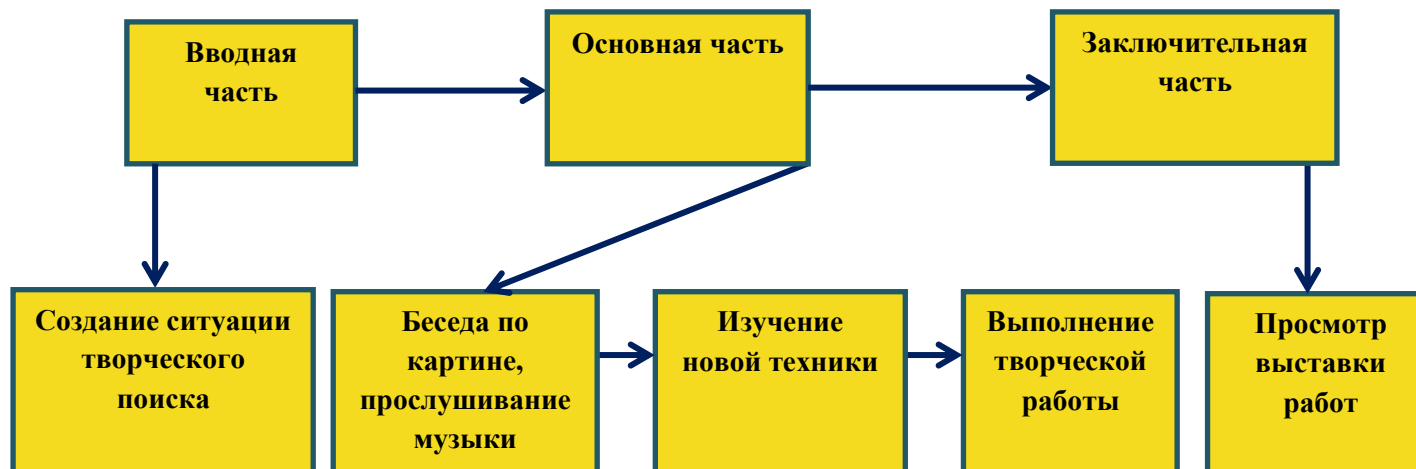 Вводная
часть
Основная часть
Заключительная
часть
Создание ситуации
творческого
поиска
Беседа по
картине,
прослушивание
музыки
Изучение
новой техники
Выполнение
творческой
работы
Просмотр
выставки
работ